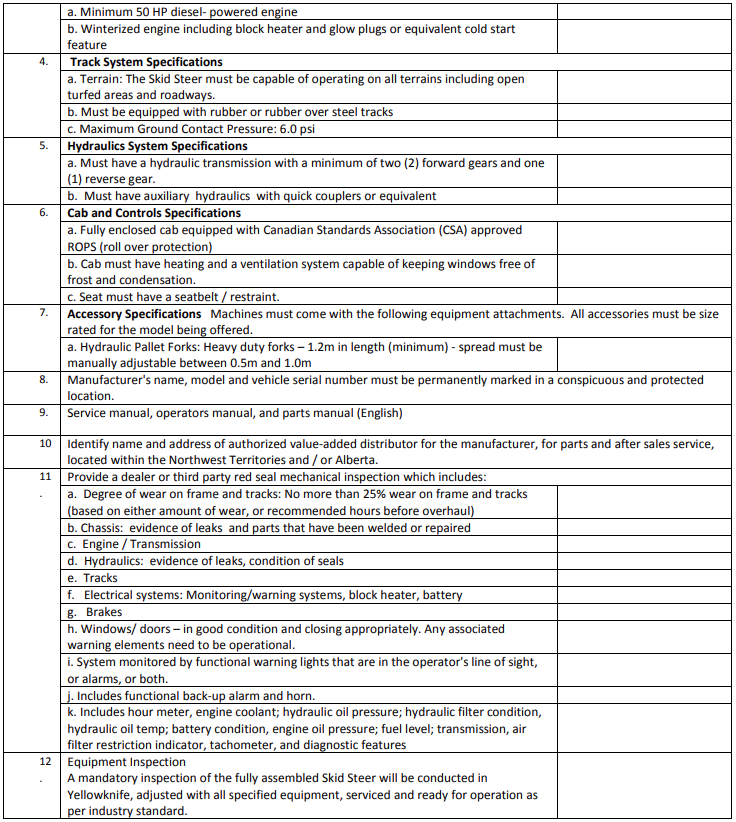 a. Minimum 50 HP diesel- powered engine
b. Winterized engine including block heater and glow plugs or equivalent cold start
feature
4. Track System Specifications
a. Terrain: The Skid Steer must be capable of operating on all terrains including open
turfed areas and roadways.
b. Must be equipped with rubber or rubber over steel tracks
c. Maximum Ground Contact Pressure: 6.0 psi
5. Hydraulics System Specifications
a. Must have a hydraulic transmission with a minimum of two (2) forward gears and one
(1) reverse gear.
b. Must have auxiliary hydraulics with quick couplers or equivalent
6. Cab and Controls Specifications
a. Fully enclosed cab equipped with Canadian Standards Association (CSA) approved
ROPS (roll over protection)
b. Cab must have heating and a ventilation system capable of keeping windows free of
frost and condensation.
c. Seat must have a seatbelt / restraint.
7. Accessory Specifications Machines must come with the following equipment attachments. All accessories must be size
rated for the model being offered.
a. Hydraulic Pallet Forks: Heavy duty forks – 1.2m in length (minimum) - spread must be
manually adjustable between 0.5m and 1.0m
8. Manufacturer's name, model and vehicle serial number must be permanently marked in a conspicuous and protected
location.
9. Service manual, operators manual, and parts manual (English)
10 Identify name and address of authorized value-added distributor for the manufacturer, for parts and after sales service,
located within the Northwest Territories and / or Alberta.
11 Provide a dealer or third party red seal mechanical inspection which includes:
. a. Degree of wear on frame and tracks: No more than 25% wear on frame and tracks
(based on either amount of wear, or recommended hours before overhaul)
b. Chassis: evidence of leaks and parts that have been welded or repaired
c. Engine / Transmission
d. Hydraulics: evidence of leaks, condition of seals
e. Tracks
f. Electrical systems: Monitoring/warning systems, block heater, battery
g. Brakes
h. Windows/ doors – in good condition and closing appropriately. Any associated
warning elements need to be operational.
i. System monitored by functional warning lights that are in the operator's line of sight,
or alarms, or both.
j. Includes functional back-up alarm and horn.
k. Includes hour meter, engine coolant; hydraulic oil pressure; hydraulic filter condition,
hydraulic oil temp; battery condition, engine oil pressure; fuel level; transmission, air
filter restriction indicator, tachometer, and diagnostic features
12 Equipment Inspection
. A mandatory inspection of the fully assembled Skid Steer will be conducted in
Yellowknife, adjusted with all specified equipment, serviced and ready for operation as
per industry standard.